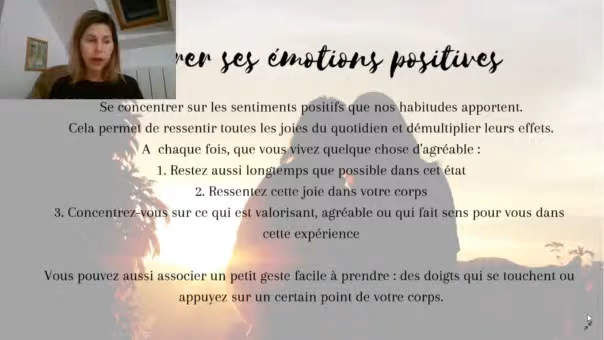 rer ses émotions positives
Se concentrer sur les sentiments positifs que nos habitudes apportent.
Cela permet de ressentir toutes les joies du quotidien et démultiplier leurs effets.
A chaque fois, que vous vivez quelque chose d'agréable :
1. Restez aussi longtemps que possible dans cet état
2. Ressentez cette joie dans votre corps
3. Concentrez-vous sur ce qui est valorisant, agréable ou qui fait sens pour vous dans
cette expérience
Vous pouvez aussi associer un petit geste facile à prendre : des doigts qui se touchent ou
appuyez sur un certain point de votre corps.